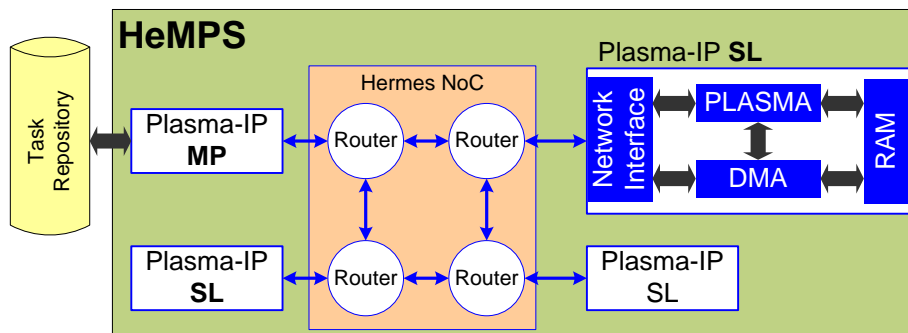 HeMPS
Task
Repository
Plasma-IP
MP
Plasma-IP
SL
Hermes NoC
Router
Router
Router
Router
Plasma-IP SL
Network
Interface
PLASMA
DMA
RAM
Plasma-IP
SL